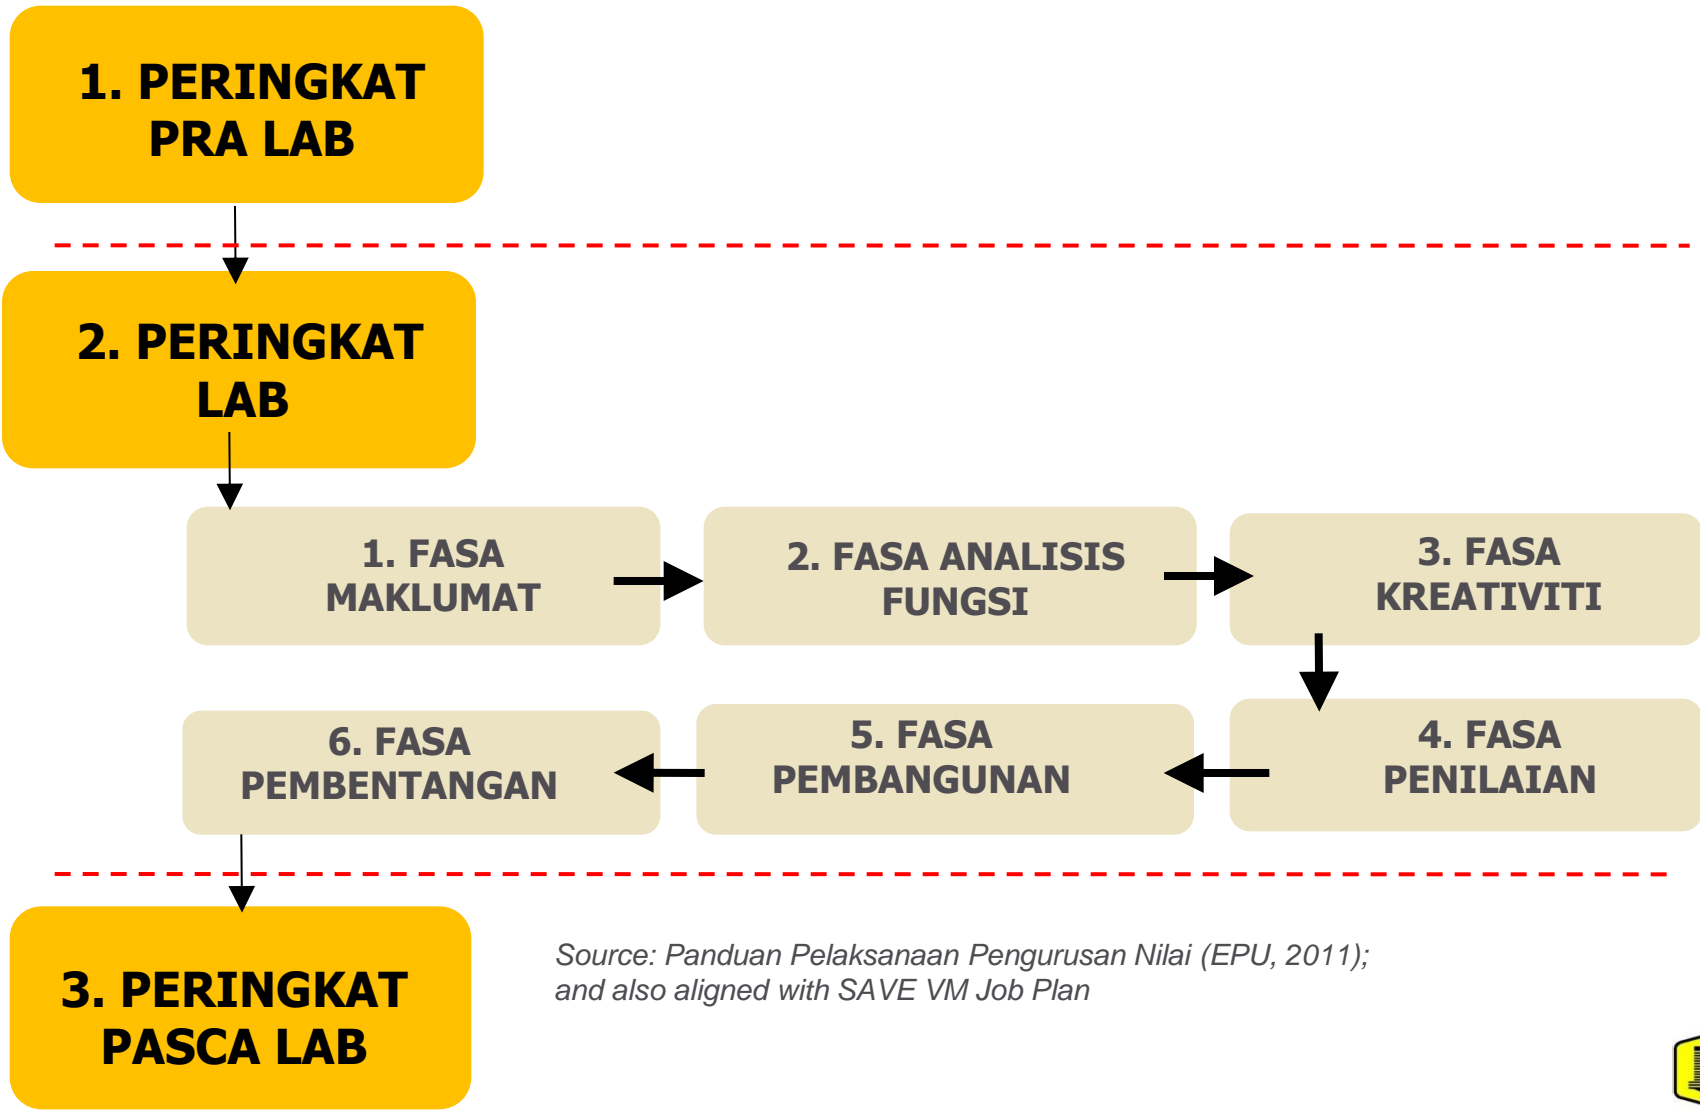 1. PERINGKAT
PRA LAB
2. PERINGKAT
LAB
1. FASA
MAKLUMAT
2. FASA ANALISIS
FUNGSI
3. FASA
KREATIVITI
4. FASA
PENILAIAN
5. FASA
PEMBANGUNAN
6. FASA
PEMBENTANGAN
3. PERINGKAT
PASCA LAB
Source: Panduan Pelaksanaan Pengurusan Nilai (EPU, 2011);
and also aligned with SAVE VM Job Plan